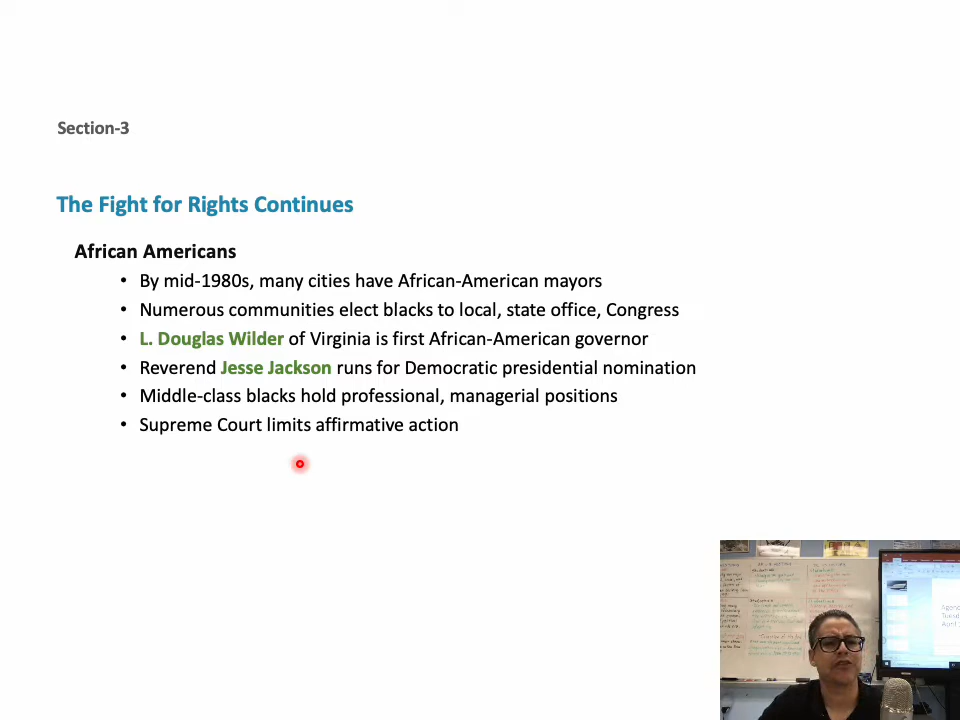 Section-3
The Fight for Rights Continues
African Americans
• By mid-1980s, many cities have African-American mayors
• Numerous communities elect blacks to local, state office, Congress
• L. Douglas Wilder of Virginia is first African-American governor
• Reverend Jesse Jackson runs for Democratic presidential nomination
• Middle-class blacks hold professional, managerial positions
• Supreme Court limits affirmative action